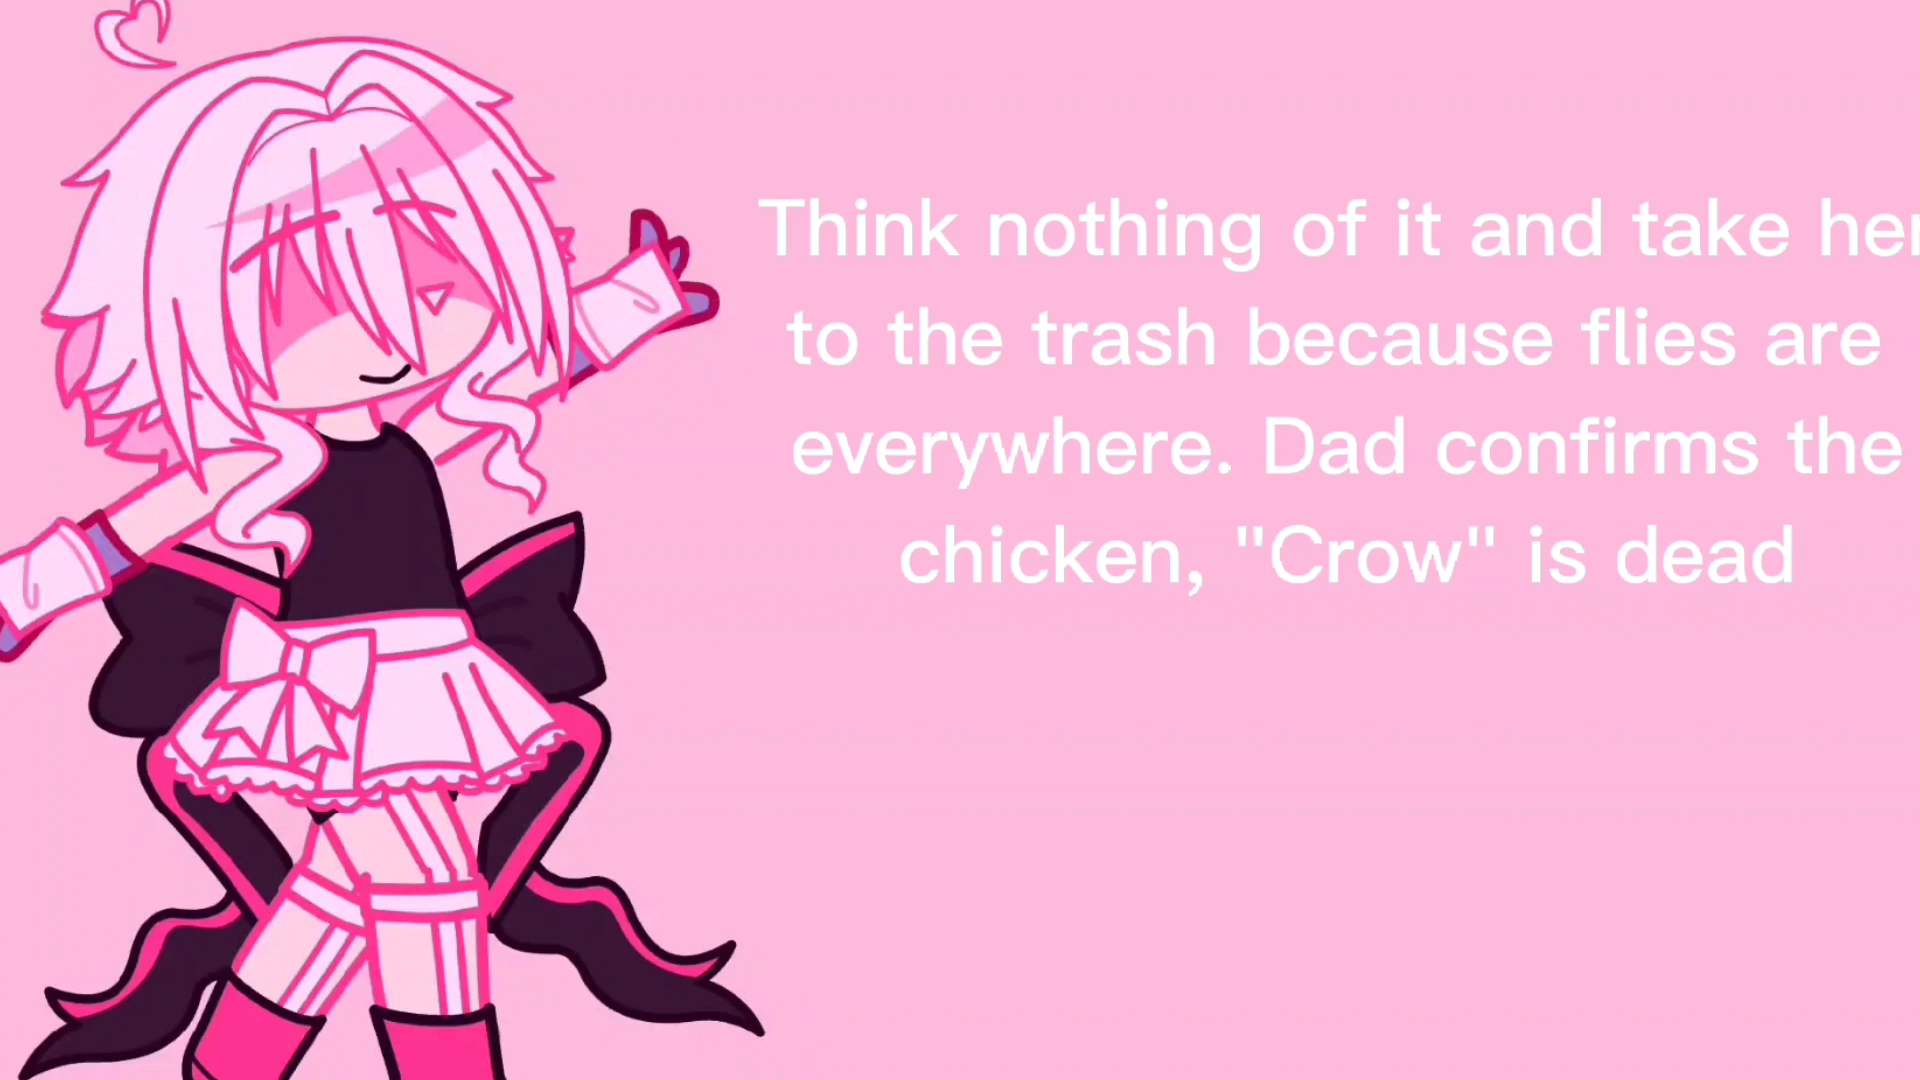 Think nothing of it and take her
to the trash because flies are
everywhere. Dad confirms the
chicken, "Crow" is dead